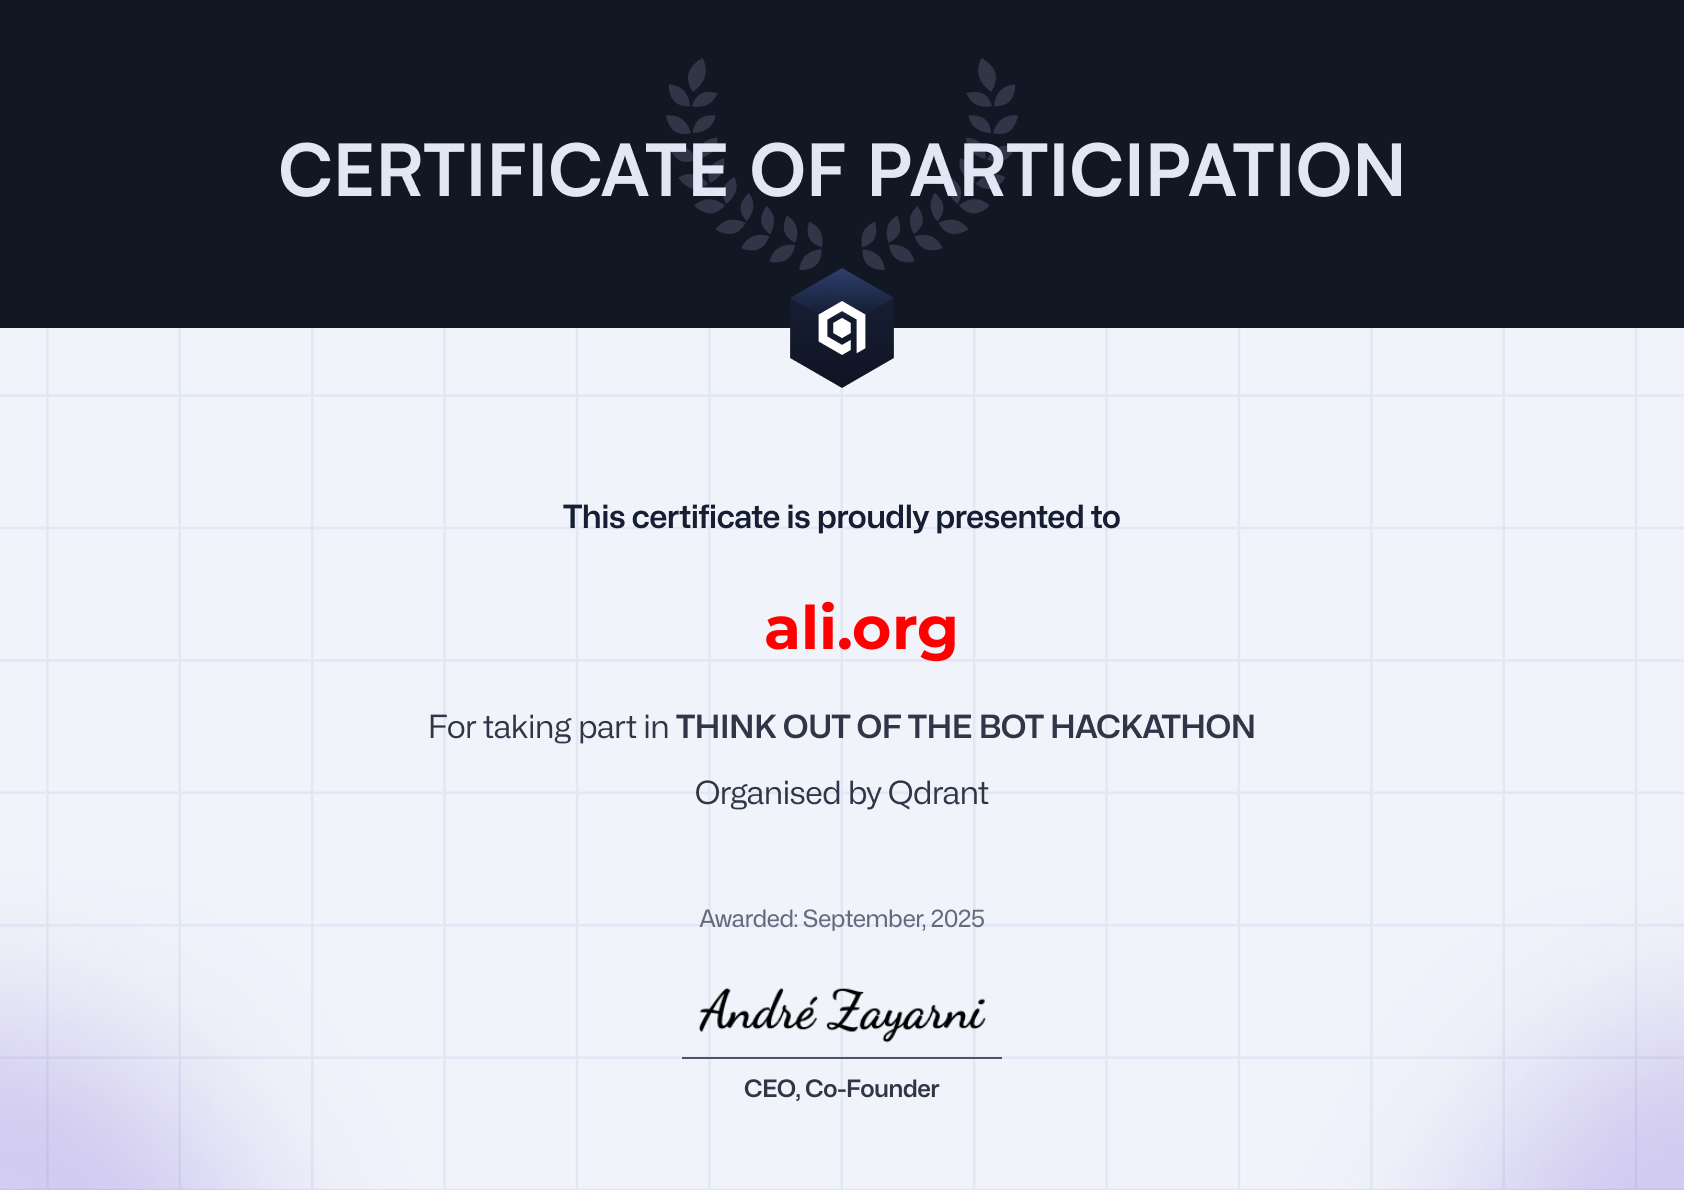 CERTIFICATE OF PARTICIPATION
This certificate is proudly presented to
ali.org
For taking part in THINK OUT OF THE BOT HACKATHON
Organised by Qdrant
Awarded: September, 2025
André Zayarni
CEO, Co-Founder